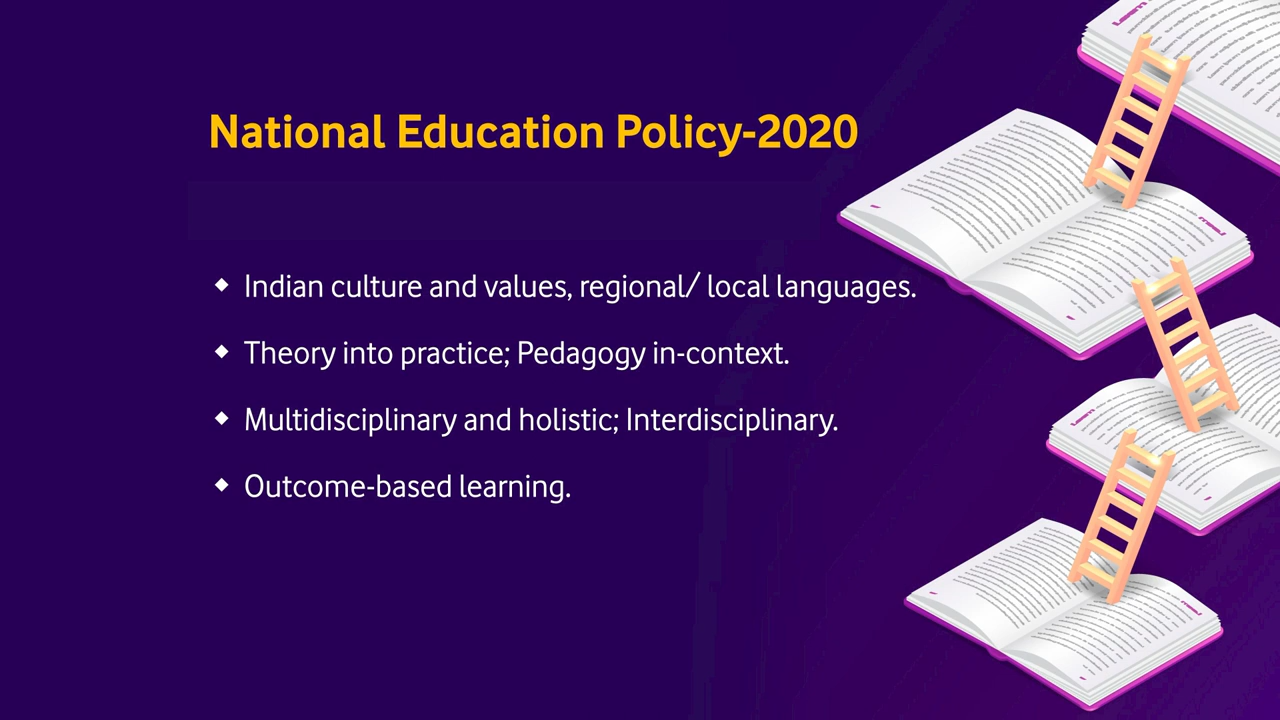 National Education Policy-2020
◆ Indian culture and values, regional/ local languages.
◆ Theory into practice; Pedagogy in-context.
◆ Multidisciplinary and holistic; Interdisciplinary.
◆ Outcome-based learning.